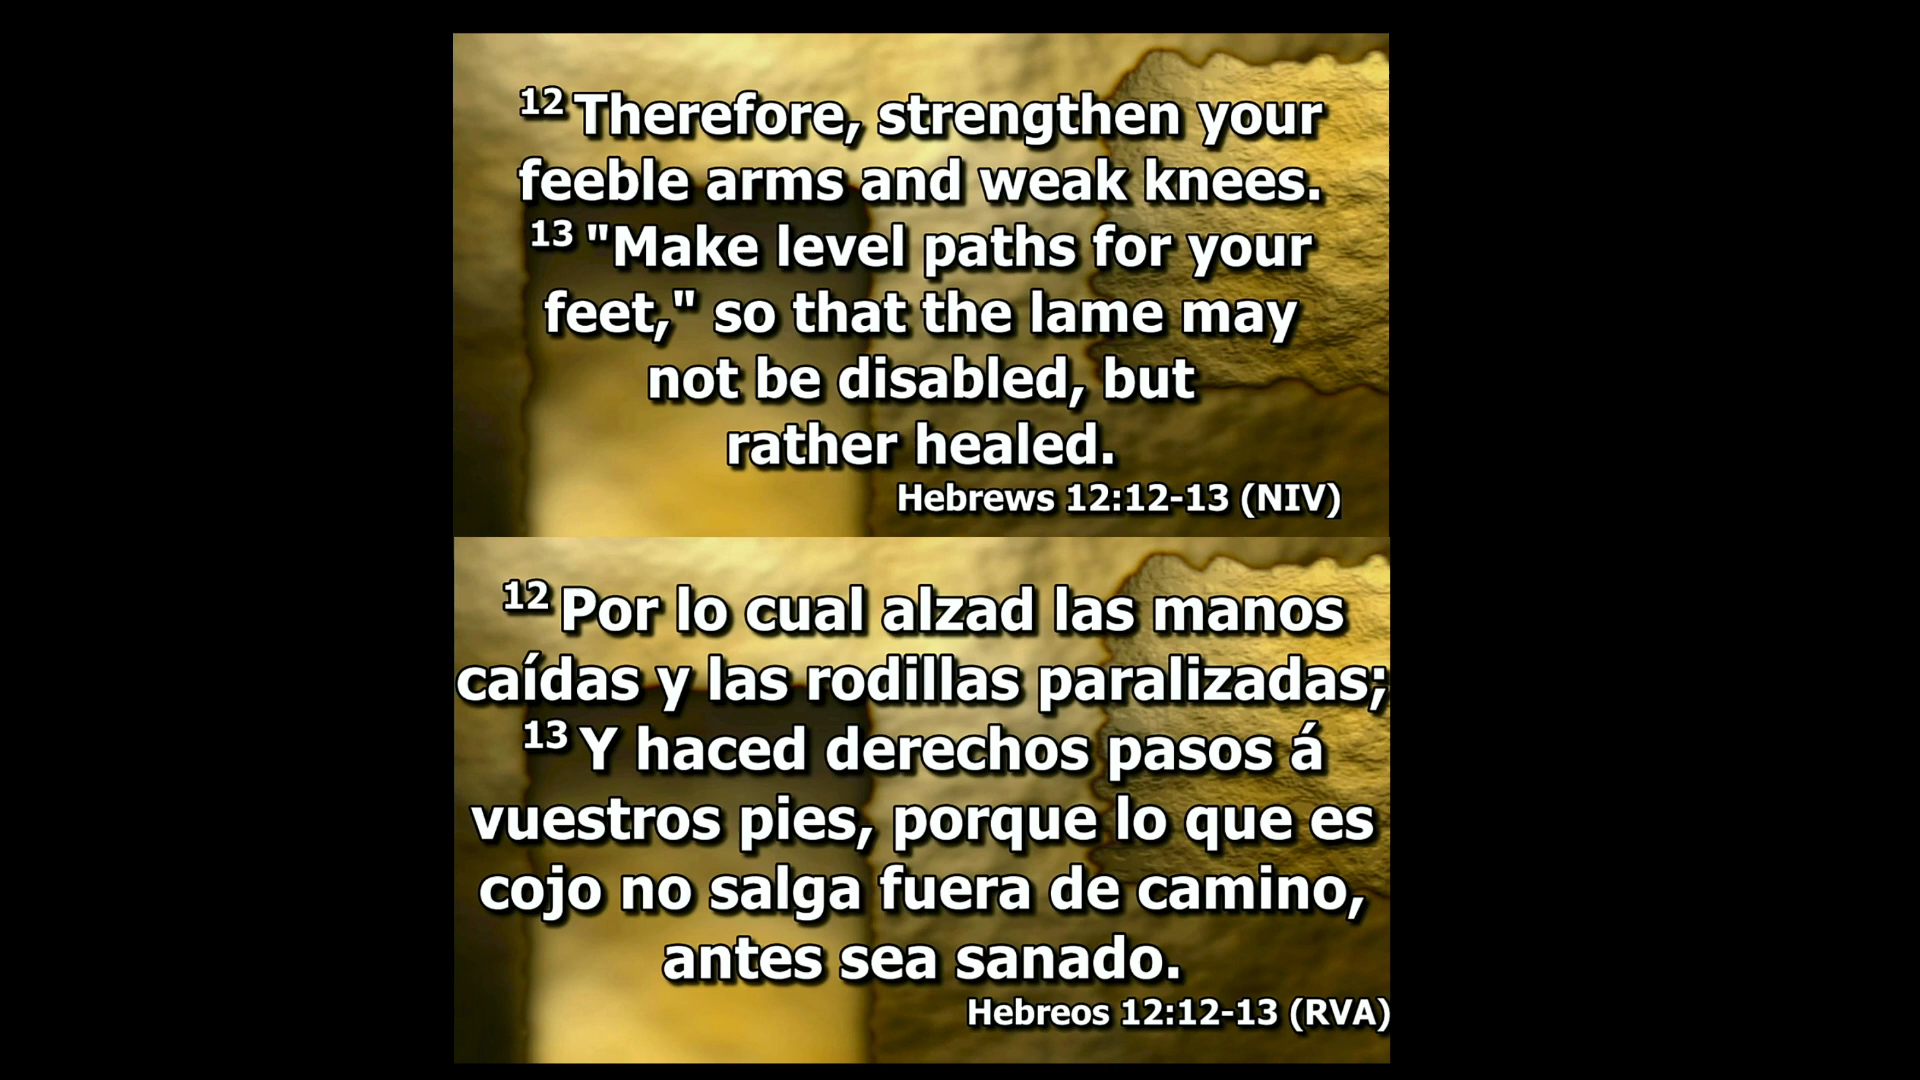 12 Therefore, strengthen your
feeble arms and weak knees.
13 "Make level paths for your
feet," so that the lame may
not be disabled, but
rather healed.
Hebrews 12:12-13 (NIV)
12 Por lo cual alzad las manos
caídas y las rodillas paralizadas;
13 Y haced derechos pasos á
vuestros pies, porque lo que es
cojo no salga fuera de camino,
antes sea sanado.
Hebreos 12:12-13 (RVA)